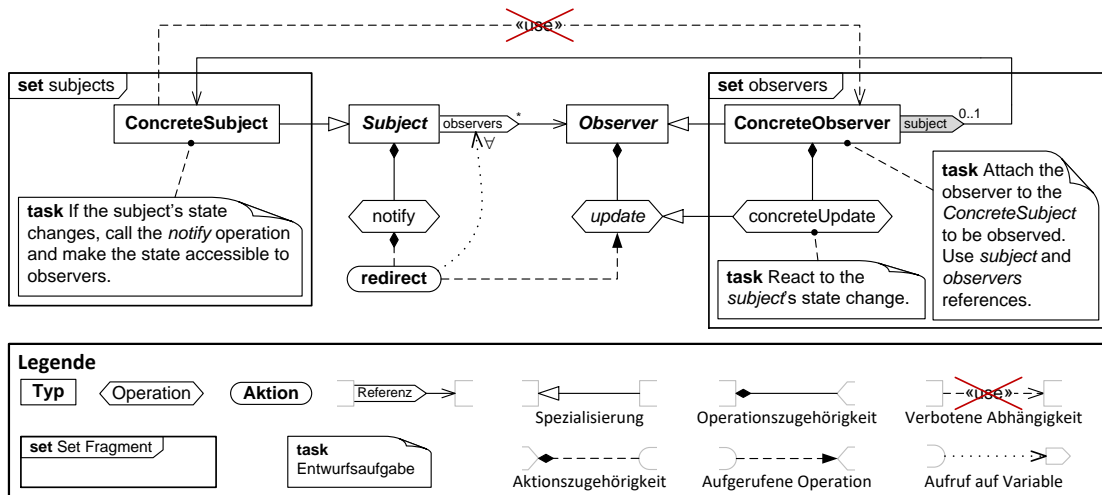 «use»
set subjects
set observers
ConcreteSubject
Subject
observers
*
∀
Observer
ConcreteObserver
subject
0..1
task If the subject's state
changes, call the notify operation
and make the state accessible to
observers.
notify
redirect
update
concreteUpdate
task React to the
subject's state change.
task Attach the
observer to the
ConcreteSubject
to be observed.
Use subject and
observers
references.
Legende
Typ
Operation
Aktion
Referenz
Spezialisierung
Operationszugehörigkeit
«use»
Verbotene Abhängigkeit
set Set Fragment
task
Entwurfsaufgabe
Aktionszugehörigkeit
Aufgerufene Operation
Aufruf auf Variable